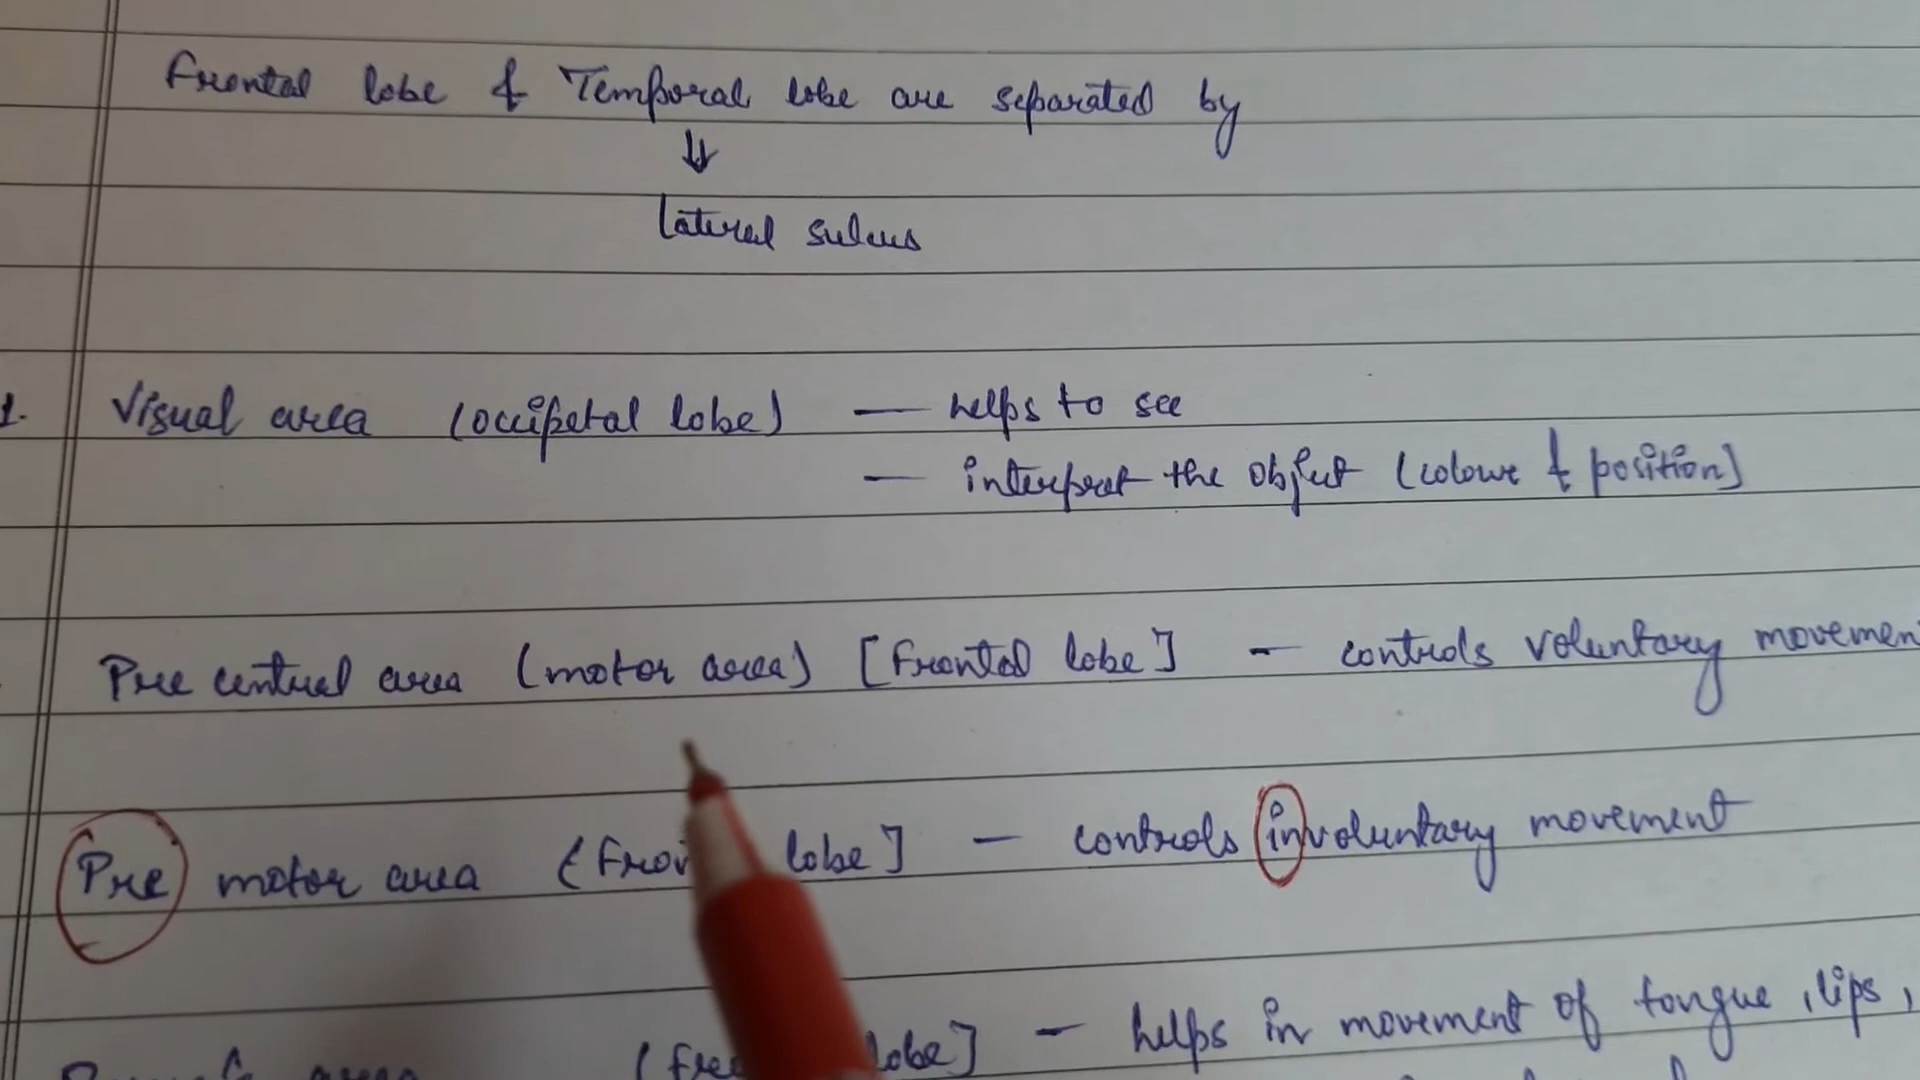 Frontal lobe & Temporal lobe are separated by
⇓
lateral sulcus
1. Visual area (occipetal lobe) — helps to see
— interpret the object (colour & position]
Pre central area (motor area) [Frontal lobe] - controls voluntary movemen
Pre motor area lobe] - controls involuntary movement
area lobe] - helps in movement of tongue, lips,